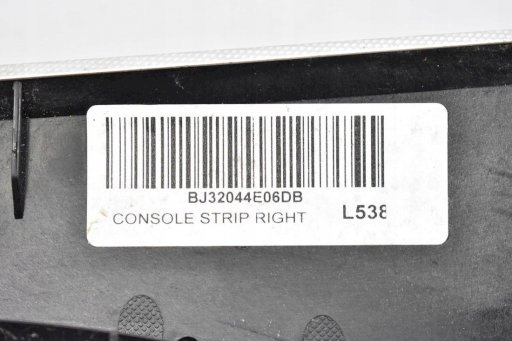 BJ32044E06DB
CONSOLE STRIP RIGHT L538